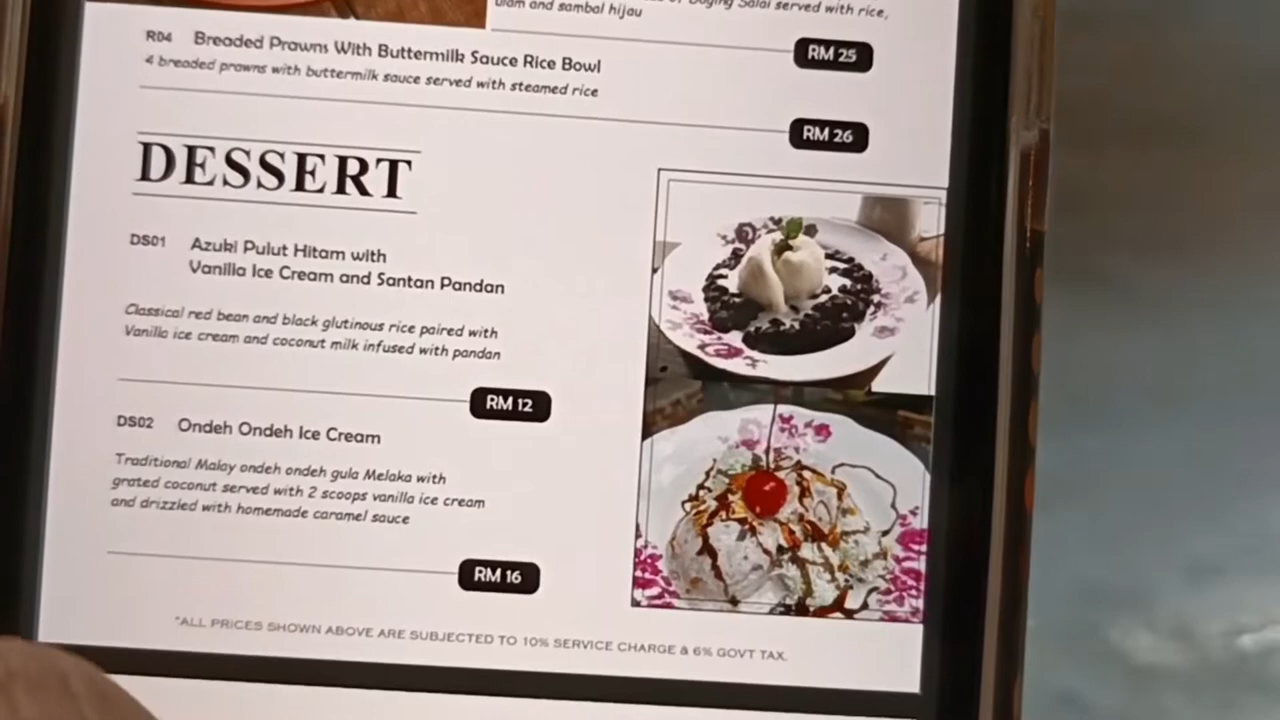 Salai served with rice,
ulam and sambal hijau
RM 25
R04 Breaded Prawns With Buttermilk Sauce Rice Bowl
4 breaded prawns with buttermilk sauce served with steamed rice
RM 26
DESSERT
DS01 Azuki Pulut Hitam with
Vanilla Ice Cream and Santan Pandan
Classical red bean and black glutinous rice paired with
Vanilla ice cream and coconut milk infused with pandan
RM 12
DS02 Ondeh Ondeh Ice Cream
Traditional Malay ondeh ondeh gula Melaka with
grated coconut served with 2 scoops vanilla ice cream
and drizzled with homemade caramel sauce
RM 16
*ALL PRICES SHOWN ABOVE ARE SUBJECTED TO 10% SERVICE CHARGE & 6% GOVT TAX.